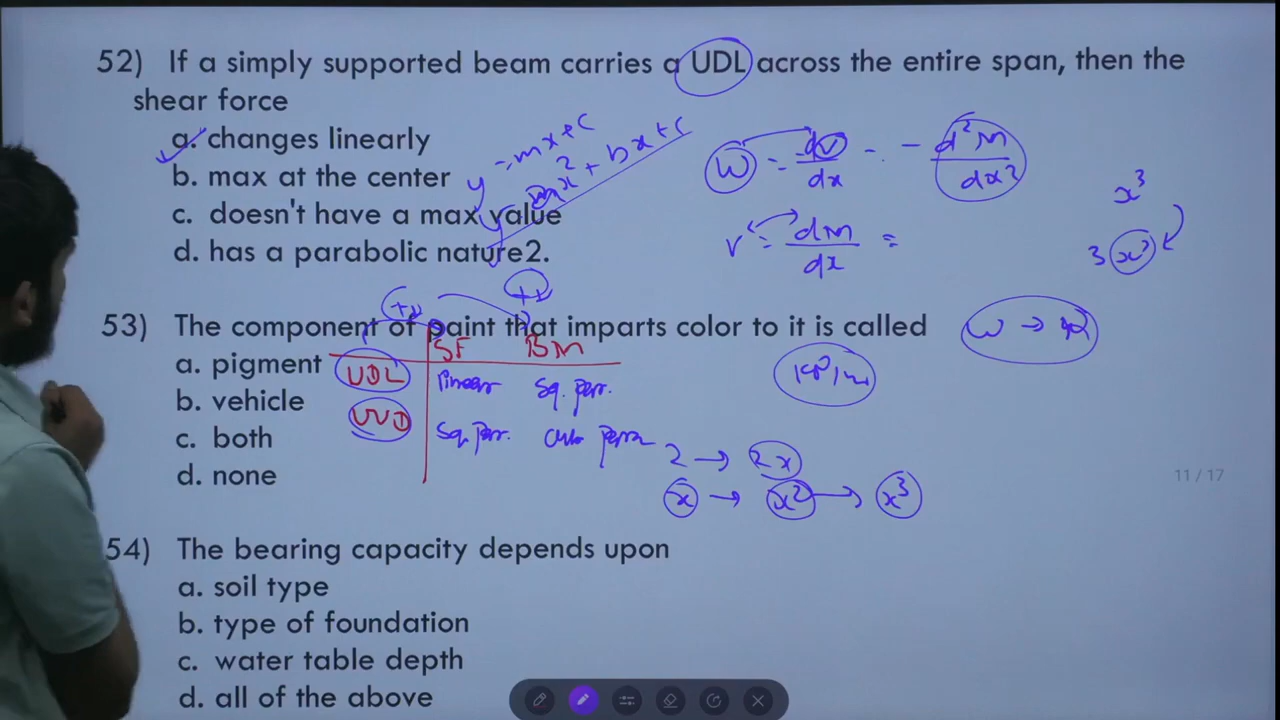 52) If a simply supported beam carries a UDL across the entire span, then the
shear force
a. changes linearly
b. max at the center
c. doesn't have a max value
d. has a parabolic nature2.
y = mx + c
x² + bx + c
w = dv/dx = - d²M/dx²
v = dM/dx =
x³
3x²
53) The component of paint that imparts color to it is called
a. pigment
b. vehicle
c. both
d. none
SF BM
UDL linear Sq. par.
UVD Sq. par.
w →
2 → 2x
x → x² → x³
11 / 17
54) The bearing capacity depends upon
a. soil type
b. type of foundation
c. water table depth
d. all of the above